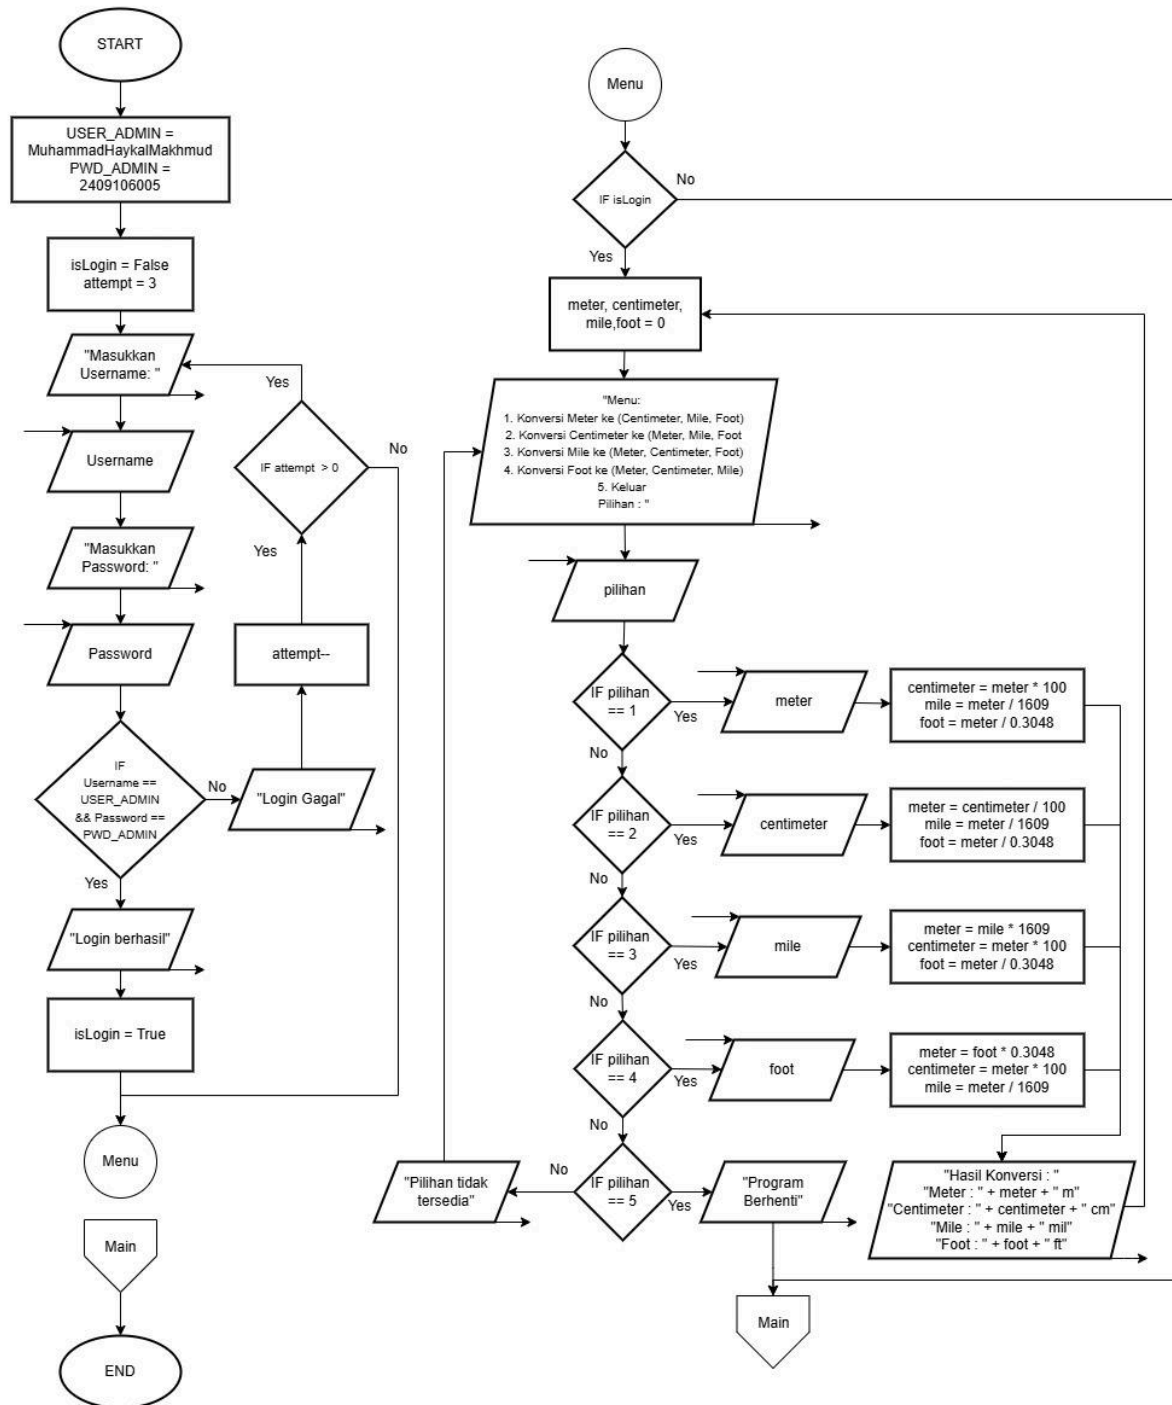 START
USER_ADMIN =
MuhammadHaykalMakhmud
PWD_ADMIN =
2409106005
isLogin = False
attempt = 3
"Masukkan
Username: "
Yes
Username
IF attempt > 0
No
"Masukkan
Password: "
Yes
Password
attempt--
IF
Username ==
USER_ADMIN
&& Password ==
PWD_ADMIN
No
"Login Gagal"
Yes
"Login berhasil"
isLogin = True
Menu
Main
END
Menu
IF isLogin
No
Yes
meter, centimeter,
mile,foot = 0
"Menu:
1. Konversi Meter ke (Centimeter, Mile, Foot)
2. Konversi Centimeter ke (Meter, Mile, Foot
3. Konversi Mile ke (Meter, Centimeter, Foot)
4. Konversi Foot ke (Meter, Centimeter, Mile)
5. Keluar
Pilihan : "
pilihan
IF pilihan
== 1
Yes
meter
centimeter = meter * 100
mile = meter / 1609
foot = meter / 0.3048
No
IF pilihan
== 2
Yes
centimeter
meter = centimeter / 100
mile = meter / 1609
foot = meter / 0.3048
No
IF pilihan
== 3
Yes
mile
meter = mile * 1609
centimeter = meter * 100
foot = meter / 0.3048
No
IF pilihan
== 4
Yes
foot
meter = foot * 0.3048
centimeter = meter * 100
mile = meter / 1609
No
IF pilihan
== 5
No
"Pilihan tidak
tersedia"
Yes
"Program
Berhenti"
"Hasil Konversi : "
"Meter : " + meter + " m"
"Centimeter : " + centimeter + " cm"
"Mile : " + mile + " mil"
"Foot : " + foot + " ft"
Main